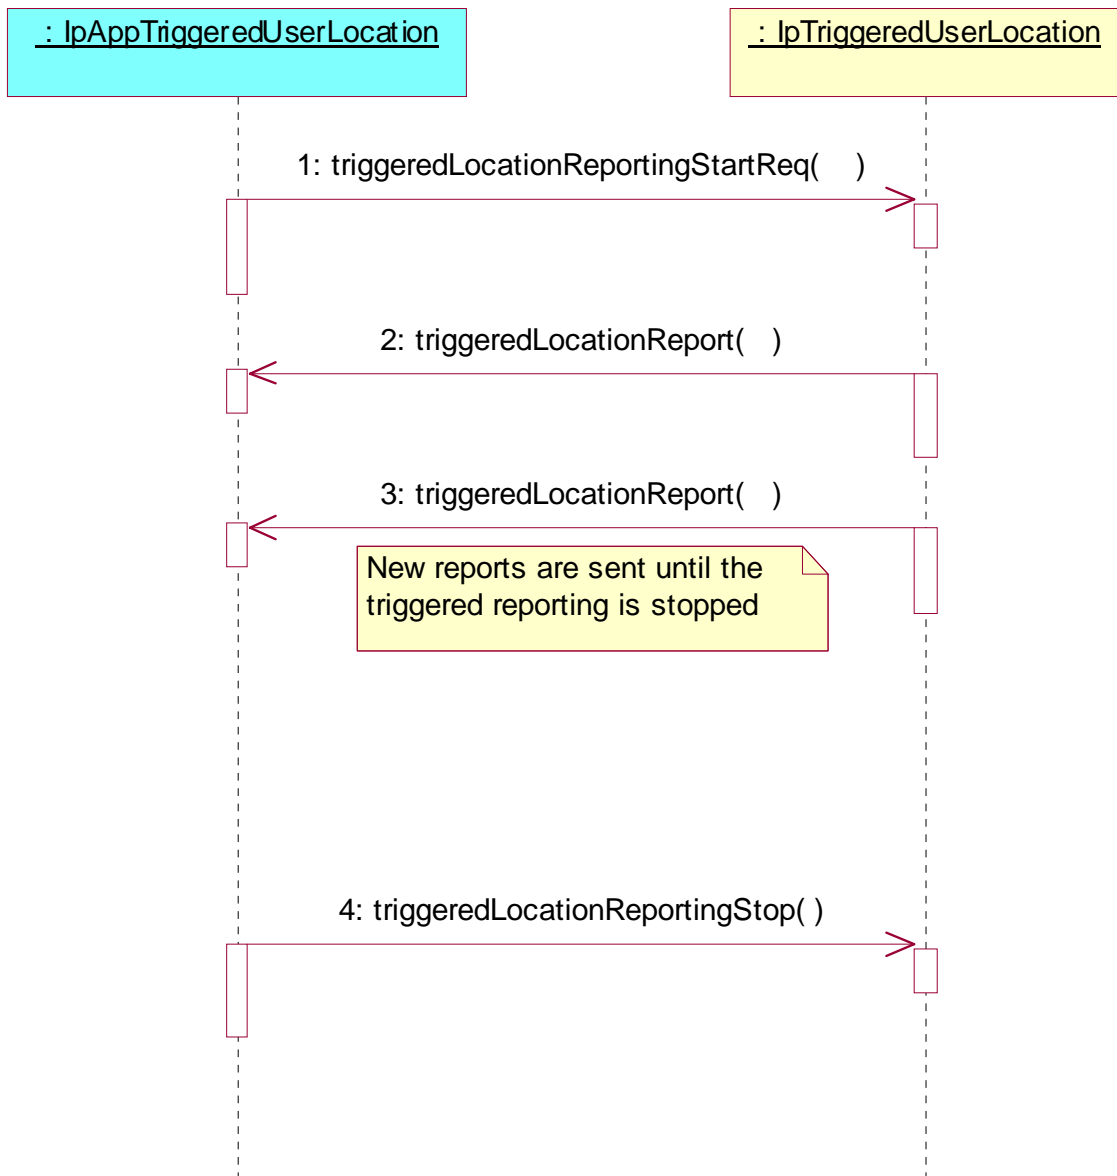 : IpAppTriggeredUserLocation
: IpTriggeredUserLocation
1: triggeredLocationReportingStartReq( )
2: triggeredLocationReport( )
3: triggeredLocationReport( )
New reports are sent until the
triggered reporting is stopped
4: triggeredLocationReportingStop( )